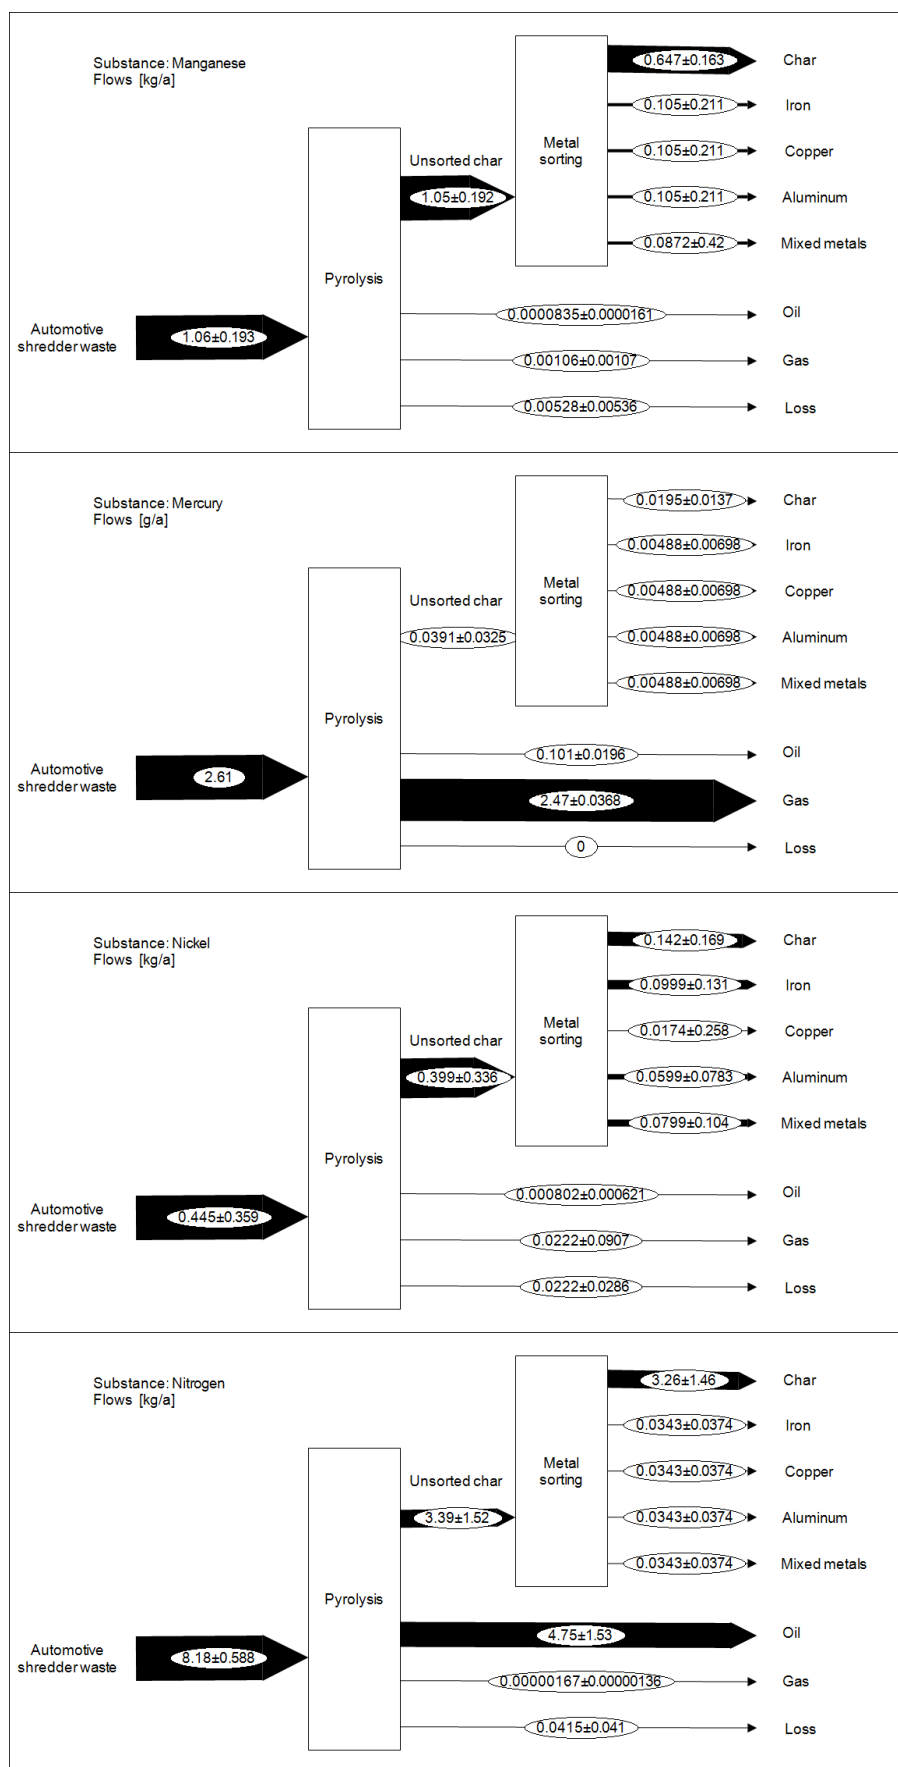 Substance: Manganese
Flows [kg/a]
Automotive
shredder waste
1.06±0.193
Pyrolysis
Unsorted char
1.05±0.192
Metal
sorting
0.647±0.163
Char
0.105±0.211
Iron
0.105±0.211
Copper
0.105±0.211
Aluminum
0.0872±0.42
Mixed metals
0.0000835±0.0000161
Oil
0.00106±0.00107
Gas
0.00528±0.00536
Loss
Substance: Mercury
Flows [g/a]
Automotive
shredder waste
2.61
Pyrolysis
Unsorted char
0.0391±0.0325
Metal
sorting
0.0195±0.0137
Char
0.00488±0.00698
Iron
0.00488±0.00698
Copper
0.00488±0.00698
Aluminum
0.00488±0.00698
Mixed metals
0.101±0.0196
Oil
2.47±0.0368
Gas
0
Loss
Substance: Nickel
Flows [kg/a]
Automotive
shredder waste
0.445±0.359
Pyrolysis
Unsorted char
0.399±0.336
Metal
sorting
0.142±0.169
Char
0.0999±0.131
Iron
0.0174±0.258
Copper
0.0599±0.0783
Aluminum
0.0799±0.104
Mixed metals
0.000802±0.000621
Oil
0.0222±0.0907
Gas
0.0222±0.0286
Loss
Substance: Nitrogen
Flows [kg/a]
Automotive
shredder waste
8.18±0.588
Pyrolysis
Unsorted char
3.39±1.52
Metal
sorting
3.26±1.46
Char
0.0343±0.0374
Iron
0.0343±0.0374
Copper
0.0343±0.0374
Aluminum
0.0343±0.0374
Mixed metals
4.75±1.53
Oil
0.00000167±0.00000136
Gas
0.0415±0.041
Loss